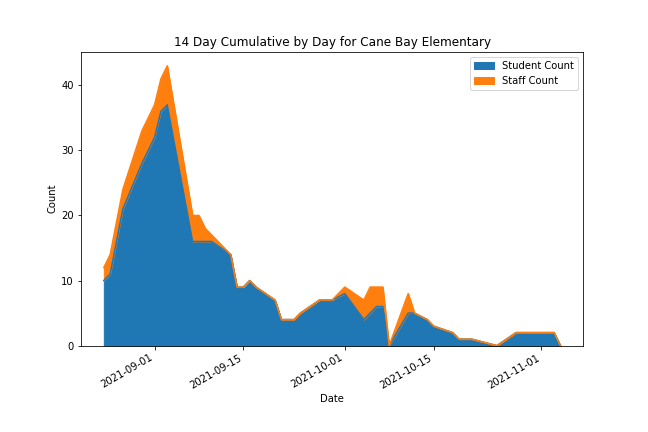 14 Day Cumulative by Day for Cane Bay Elementary
Student Count
Staff Count
Count
40
30
20
10
0
2021-09-01
2021-09-15
2021-10-01
2021-10-15
2021-11-01
Date